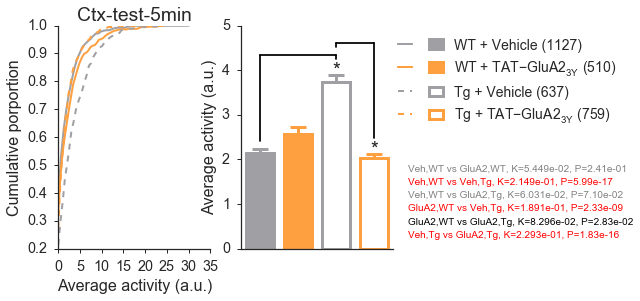 Ctx-test-5min
Cumulative porportion
1.0
0.9
0.8
0.7
0.6
0.5
0.4
0.3
0.2
0 5 10 15 20 25 30 35
Average activity (a.u.)
Average activity (a.u.)
5
4
3
2
1
0
*
*
WT + Vehicle (1127)
WT + TAT−GluA23Y (510)
Tg + Vehicle (637)
Tg + TAT−GluA23Y (759)
Veh,WT vs GluA2,WT, K=5.449e-02, P=2.41e-01
Veh,WT vs Veh,Tg, K=2.149e-01, P=5.99e-17
Veh,WT vs GluA2,Tg, K=6.031e-02, P=7.10e-02
GluA2,WT vs Veh,Tg, K=1.891e-01, P=2.33e-09
GluA2,WT vs GluA2,Tg, K=8.296e-02, P=2.83e-02
Veh,Tg vs GluA2,Tg, K=2.293e-01, P=1.83e-16